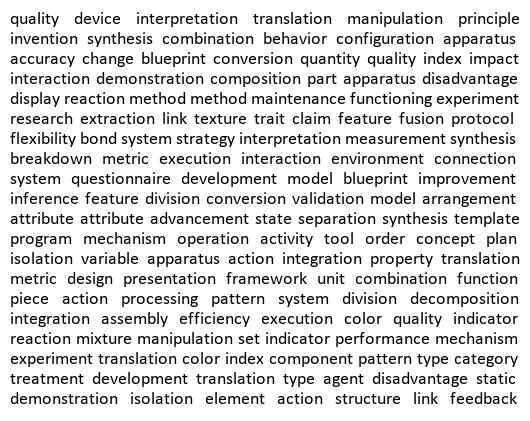 quality device interpretation translation manipulation principle
invention synthesis combination behavior configuration apparatus
accuracy change blueprint conversion quantity quality index impact
interaction demonstration composition part apparatus disadvantage
display reaction method method maintenance functioning experiment
research extraction link texture trait claim feature fusion protocol
flexibility bond system strategy interpretation measurement synthesis
breakdown metric execution interaction environment connection
system questionnaire development model blueprint improvement
inference feature division conversion validation model arrangement
attribute attribute advancement state separation synthesis template
program mechanism operation activity tool order concept plan
isolation variable apparatus action integration property translation
metric design presentation framework unit combination function
piece action processing pattern system division decomposition
integration assembly efficiency execution color quality indicator
reaction mixture manipulation set indicator performance mechanism
experiment translation color index component pattern type category
treatment development translation type agent disadvantage static
demonstration isolation element action structure link feedback